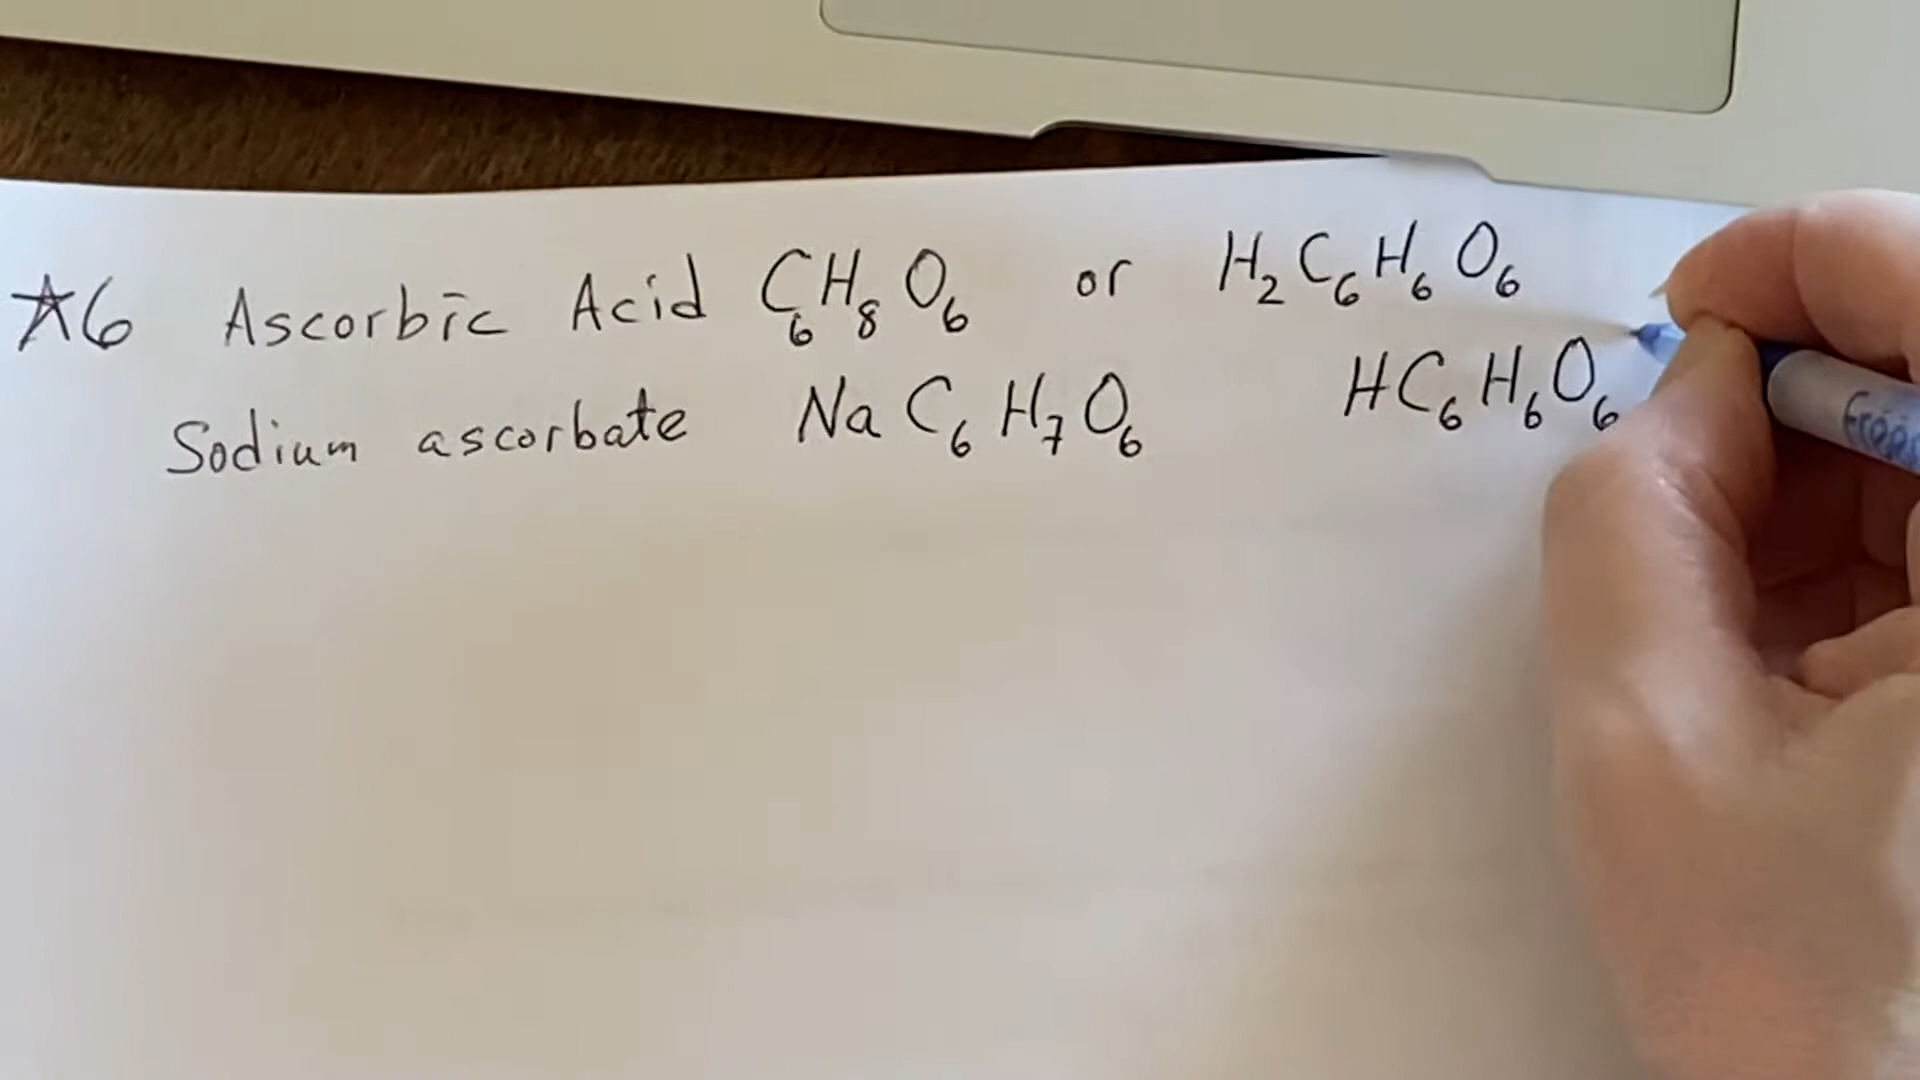 ☆6 Ascorbic Acid C₆H₈O₆ or H₂C₆H₆O₆
Sodium ascorbate NaC₆H₇O₆ HC₆H₆O₆